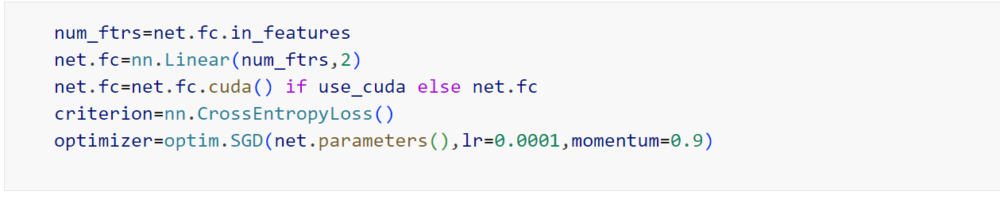 num_ftrs=net.fc.in_features
net.fc=nn.Linear(num_ftrs,2)
net.fc=net.fc.cuda() if use_cuda else net.fc
criterion=nn.CrossEntropyLoss()
optimizer=optim.SGD(net.parameters(),lr=0.0001,momentum=0.9)